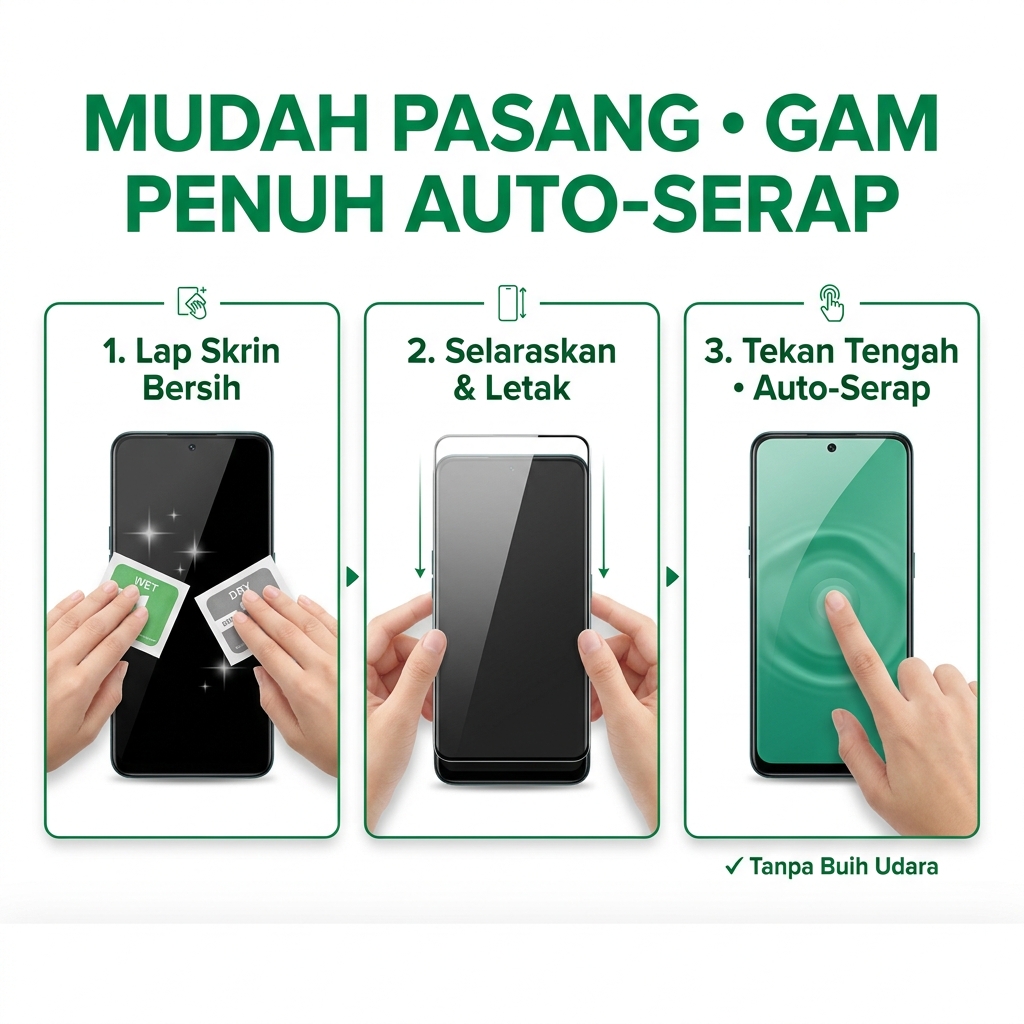 MUDAH PASANG • GAM
PENUH AUTO-SERAP
1. Lap Skrin
Bersih
WET
DRY
2. Selaraskan
& Letak
3. Tekan Tengah
• Auto-Serap
✓ Tanpa Buih Udara